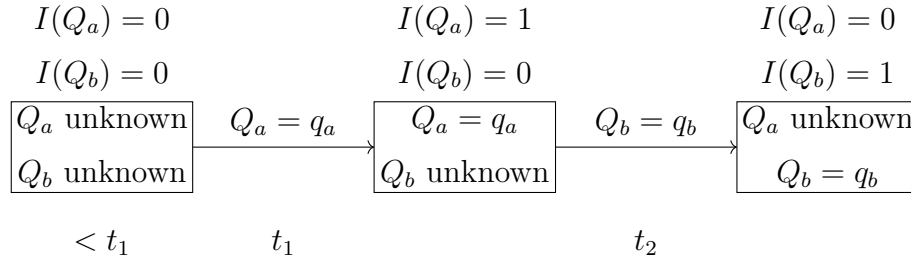 I(Q_a) = 0 I(Q_a) = 1 I(Q_a) = 0
I(Q_b) = 0 I(Q_b) = 0 I(Q_b) = 1
Q_a unknown Q_a = q_a Q_a = q_a Q_b = q_b Q_a unknown
Q_b unknown Q_b unknown Q_b = q_b
< t_1 t_1 t_2